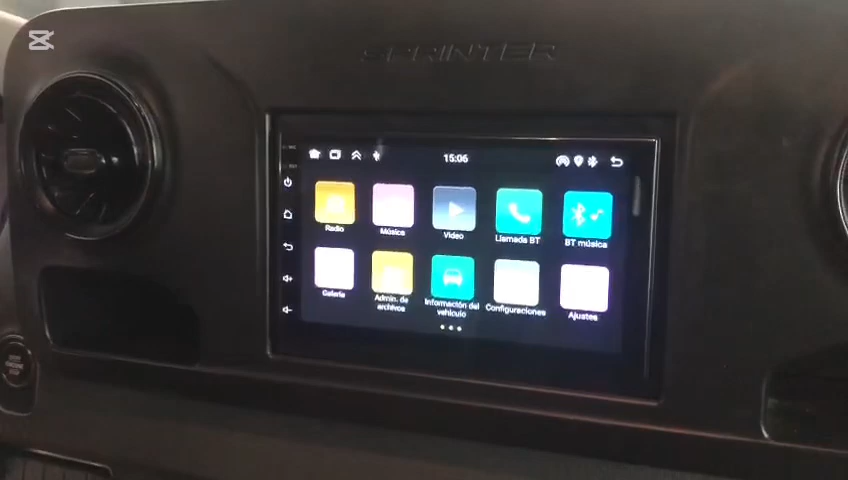 SPRINTER
15:06
Radio
Música
Video
Llamada BT
BT música
Galería
Admin. de
archivos
Información del
vehículo
Configuraciones
Ajustes